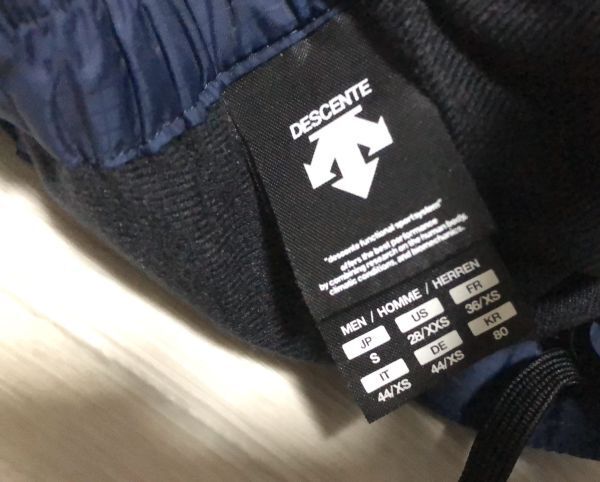 DESCENTE
"descente functional sportsystem"
offers the best performance
by combining research on the human body,
climatic conditions, and biomechanics.
MEN / HOMME / HERREN
JP US FR
S 28/XXS 36/XS
IT DE KR
44/XS 44/XS 80